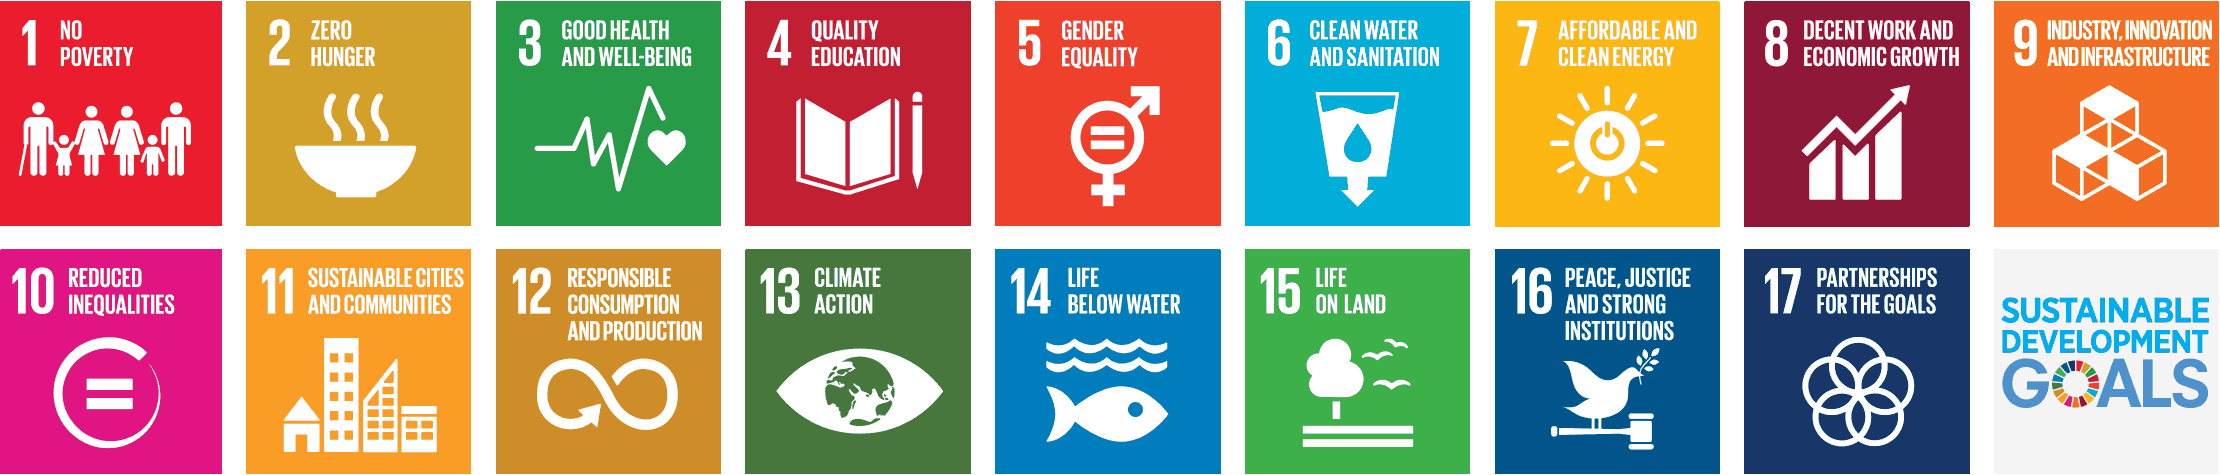 1 NO
POVERTY
2 ZERO
HUNGER
3 GOOD HEALTH
AND WELL-BEING
4 QUALITY
EDUCATION
5 GENDER
EQUALITY
6 CLEAN WATER
AND SANITATION
7 AFFORDABLE AND
CLEAN ENERGY
8 DECENT WORK AND
ECONOMIC GROWTH
9 INDUSTRY, INNOVATION
AND INFRASTRUCTURE
10 REDUCED
INEQUALITIES
11 SUSTAINABLE CITIES
AND COMMUNITIES
12 RESPONSIBLE
CONSUMPTION
AND PRODUCTION
13 CLIMATE
ACTION
14 LIFE
BELOW WATER
15 LIFE
ON LAND
16 PEACE, JUSTICE
AND STRONG
INSTITUTIONS
17 PARTNERSHIPS
FOR THE GOALS
SUSTAINABLE
DEVELOPMENT
GOALS